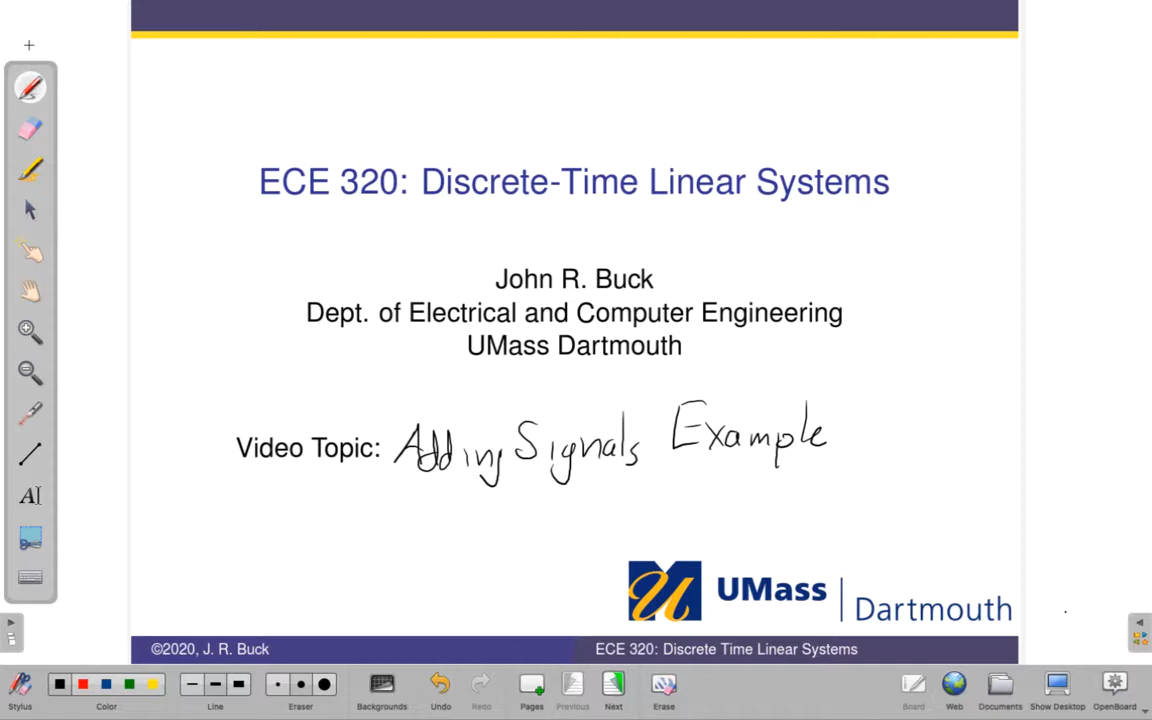 ECE 320: Discrete-Time Linear Systems
John R. Buck
Dept. of Electrical and Computer Engineering
UMass Dartmouth
Video Topic: Adding Signals Example
UMass Dartmouth
©2020, J. R. Buck
ECE 320: Discrete Time Linear Systems
A
Stylus
Color
Line
Eraser
Backgrounds
Undo
Redo
Pages
Previous
Next
Erase
Board
Web
Documents
Show Desktop
OpenBoard